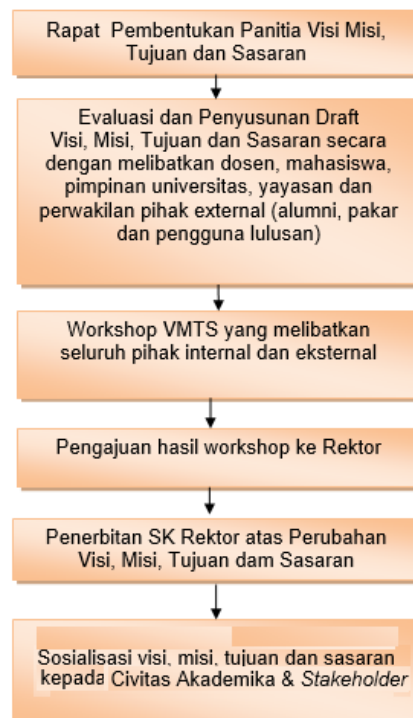 Rapat Pembentukan Panitia Visi Misi,
Tujuan dan Sasaran
Evaluasi dan Penyusunan Draft
Visi, Misi, Tujuan dan Sasaran secara
dengan melibatkan dosen, mahasiswa,
pimpinan universitas, yayasan dan
perwakilan pihak external (alumni, pakar
dan pengguna lulusan)
Workshop VMTS yang melibatkan
seluruh pihak internal dan eksternal
Pengajuan hasil workshop ke Rektor
Penerbitan SK Rektor atas Perubahan
Visi, Misi, Tujuan dam Sasaran
Sosialisasi visi, misi, tujuan dan sasaran
kepada Civitas Akademika & Stakeholder